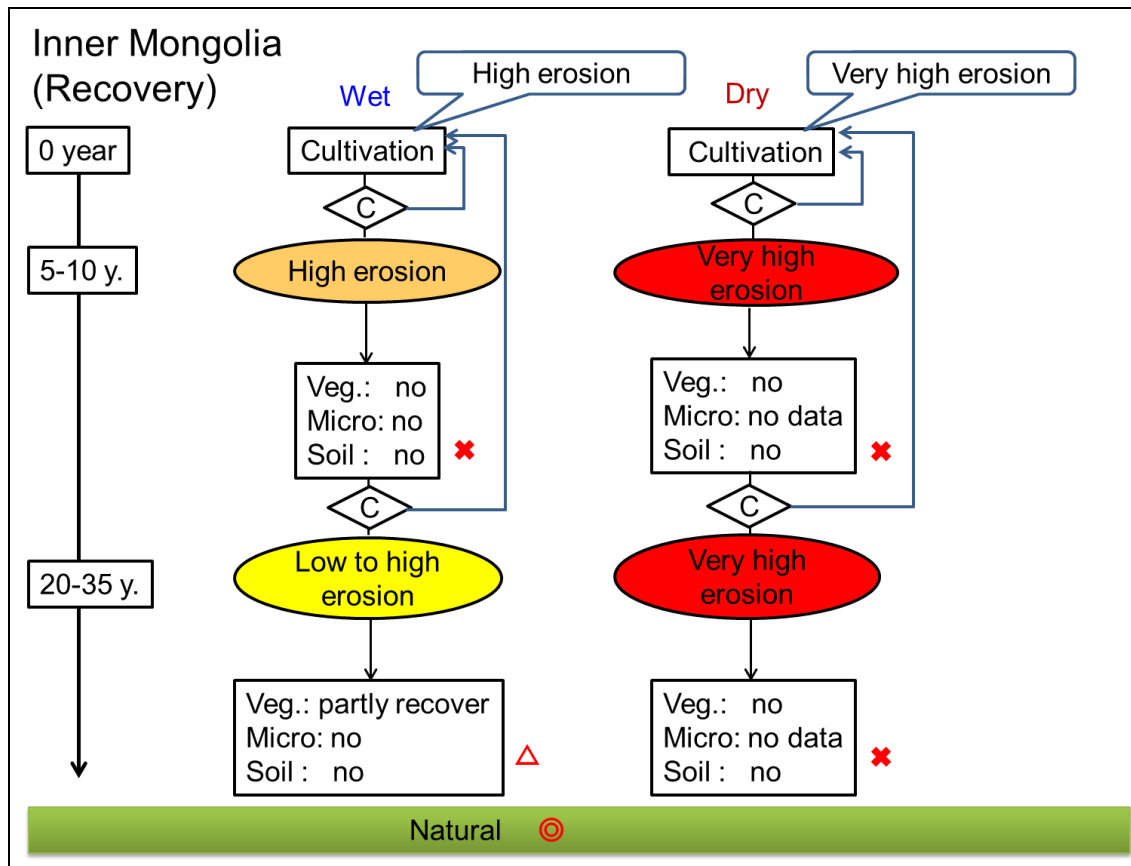 Inner Mongolia
(Recovery)
Wet
High erosion
Dry
Very high erosion
0 year
Cultivation
Cultivation
C
C
5-10 y.
High erosion
Very high
erosion
Veg.: no
Micro: no
Soil : no
Veg.: no
Micro: no data
Soil : no
C
C
20-35 y.
Low to high
erosion
Very high
erosion
Veg.: partly recover
Micro: no
Soil : no
Veg.: no
Micro: no data
Soil : no
Natural